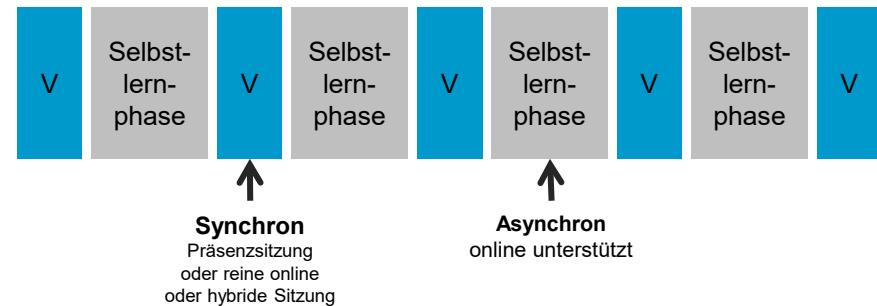 V
Selbst-
lern-
phase
V
Selbst-
lern-
phase
V
Selbst-
lern-
phase
V
Selbst-
lern-
phase
V
Synchron
Präsenzsitzung
oder reine online
oder hybride Sitzung
Asynchron
online unterstützt